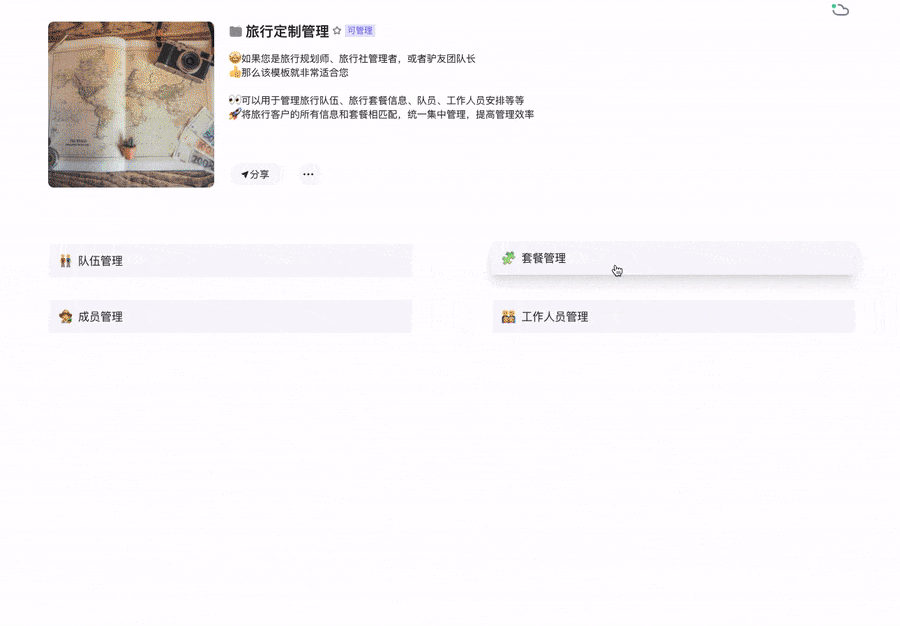 旅行定制管理 可管理
🤩如果您是旅行规划师、旅行社管理者，或者驴友团队长
👍那么该模板就非常适合您
👀可以用于管理旅行队伍、旅行套餐信息、队员、工作人员安排等等
🚀将旅行客户的所有信息和套餐相匹配，统一集中管理，提高管理效率
分享
队伍管理
套餐管理
成员管理
工作人员管理